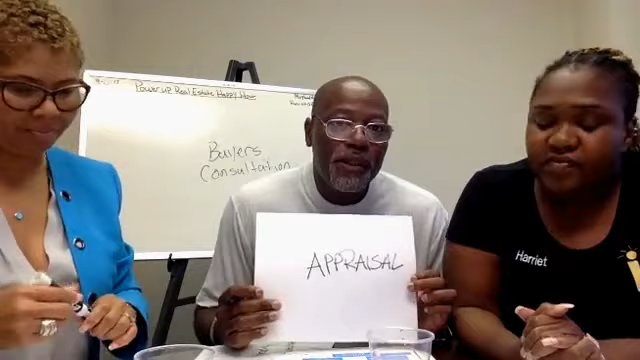 Power up Real Estate Happy Hour
Buyers
Consultation
APPRAISAL
Harriet